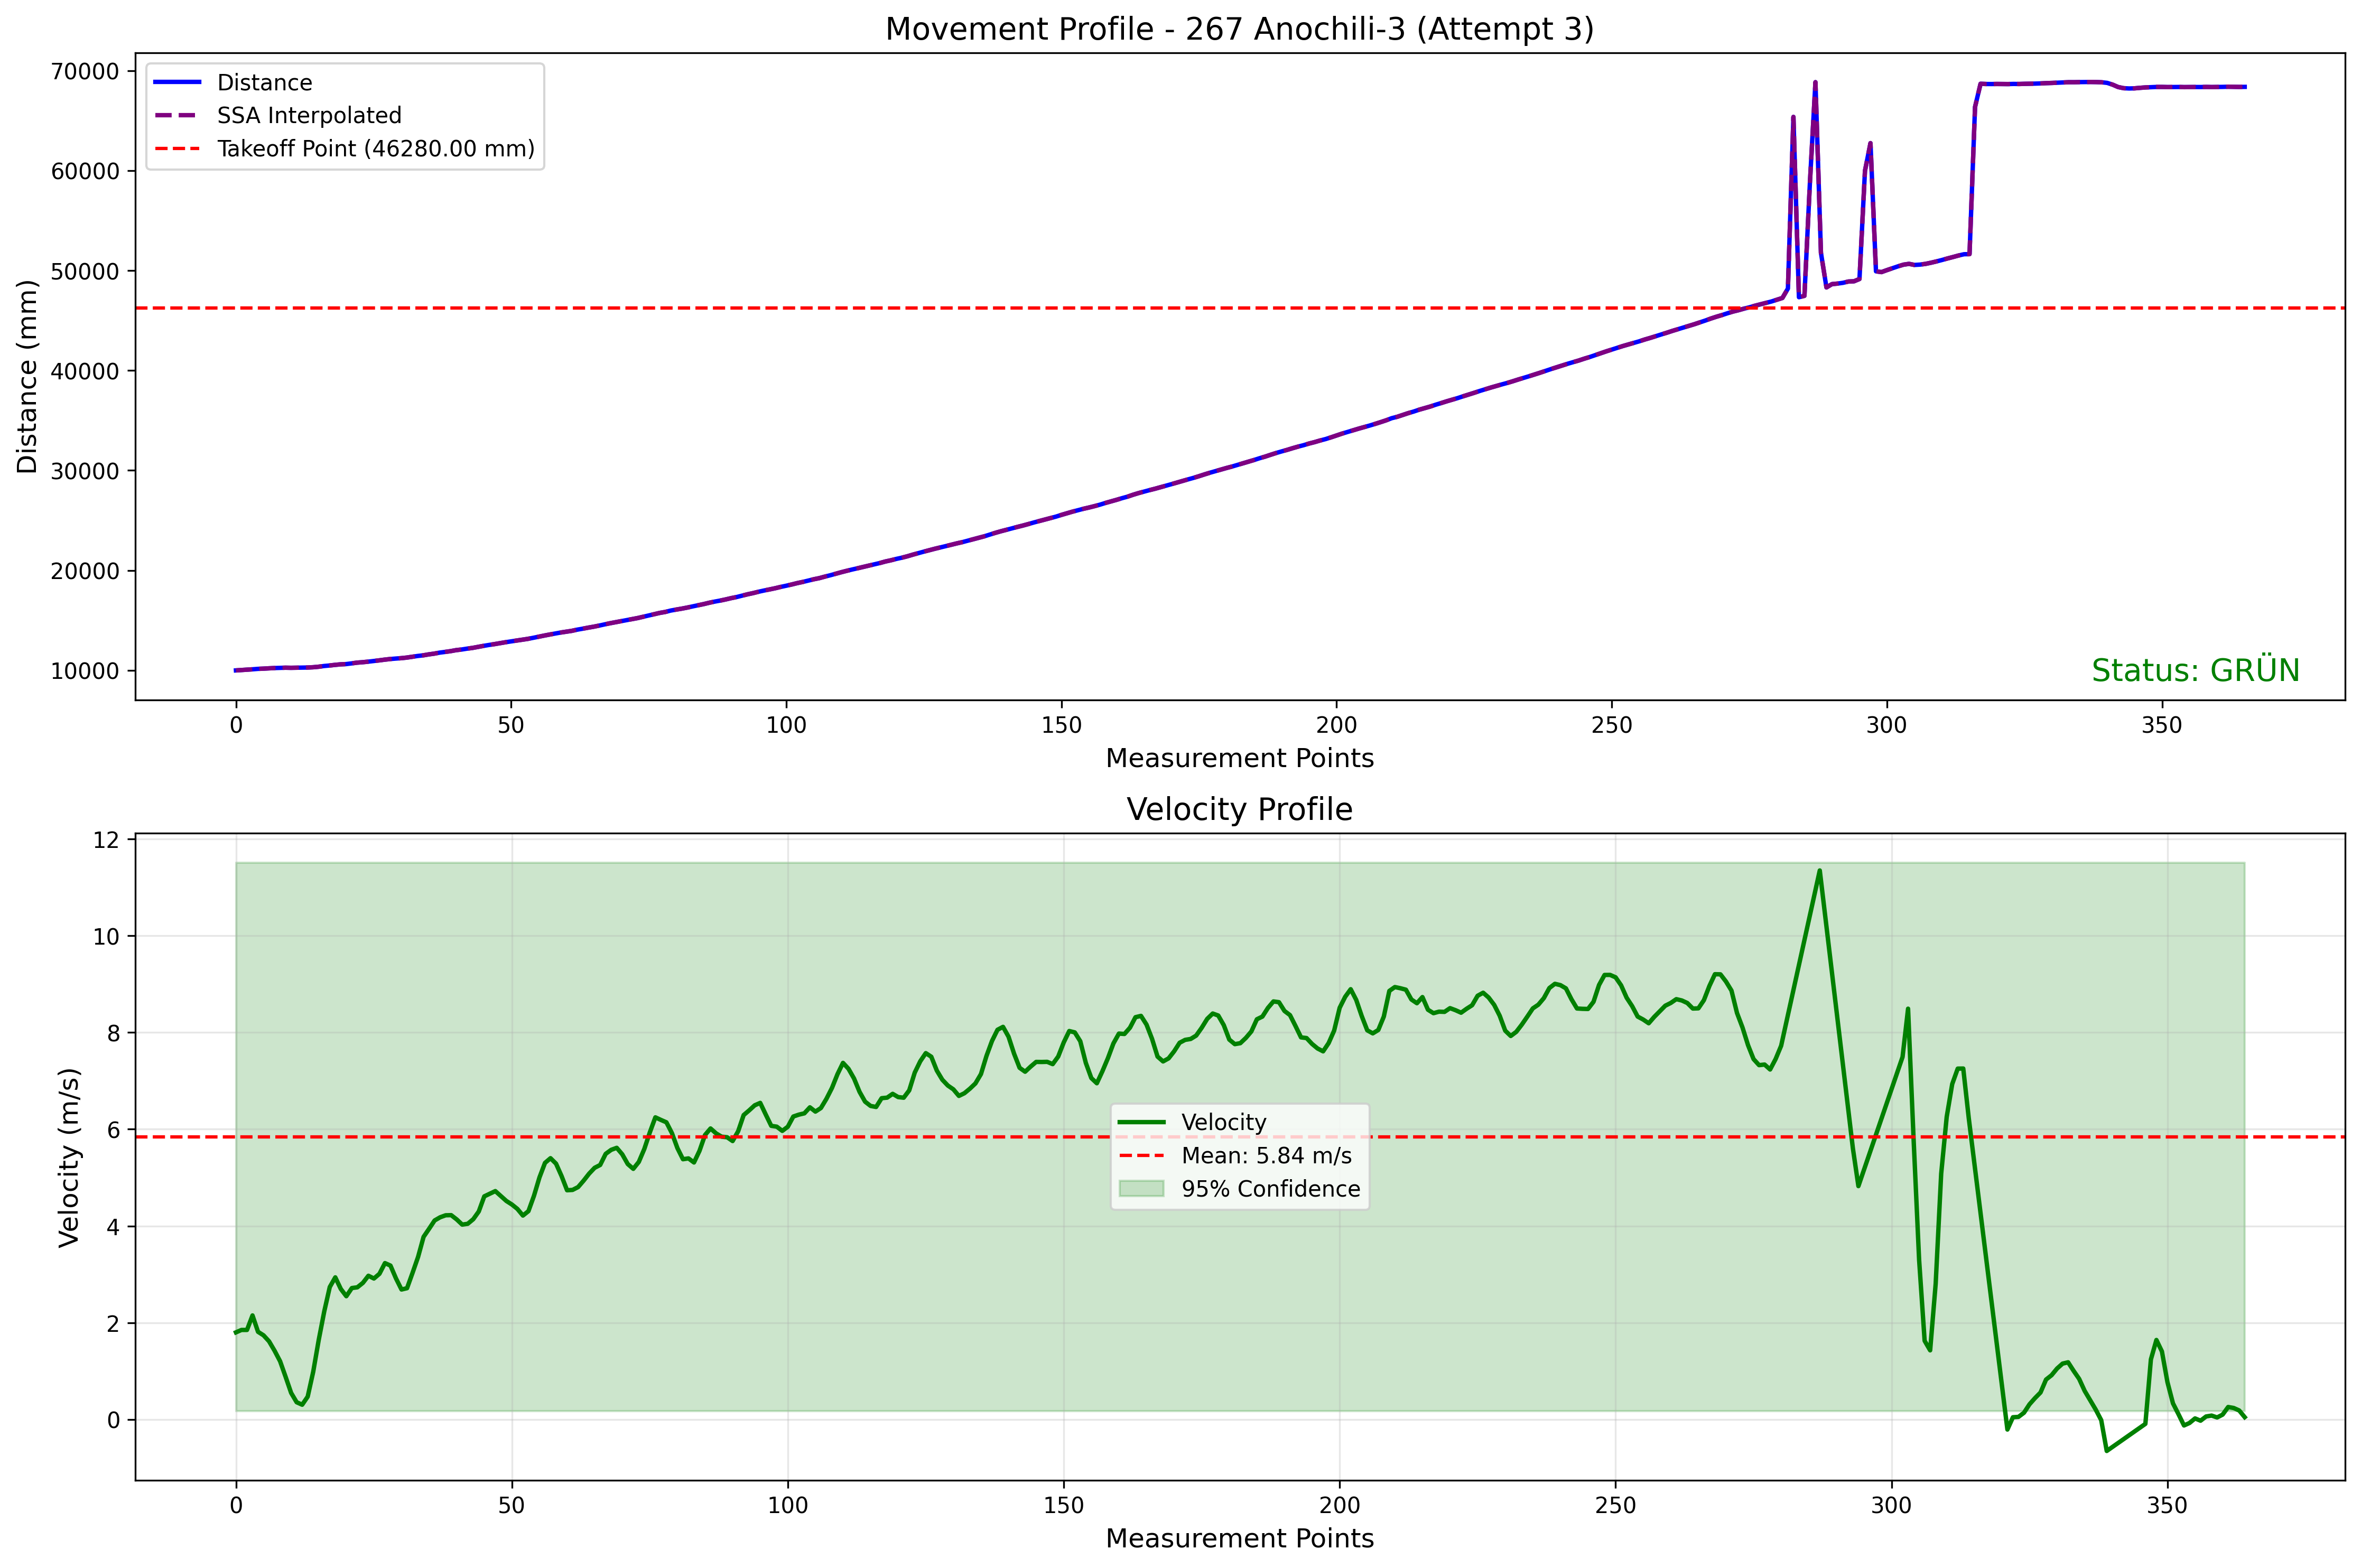 Movement Profile - 267 Anochili-3 (Attempt 3)
Distance
SSA Interpolated
Takeoff Point (46280.00 mm)
Distance (mm)
70000
60000
50000
40000
30000
20000
10000
Status: GRÜN
0 50 100 150 200 250 300 350
Measurement Points
Velocity Profile
Velocity (m/s)
12
10
8
6
4
2
0
Velocity
Mean: 5.84 m/s
95% Confidence
0 50 100 150 200 250 300 350
Measurement Points